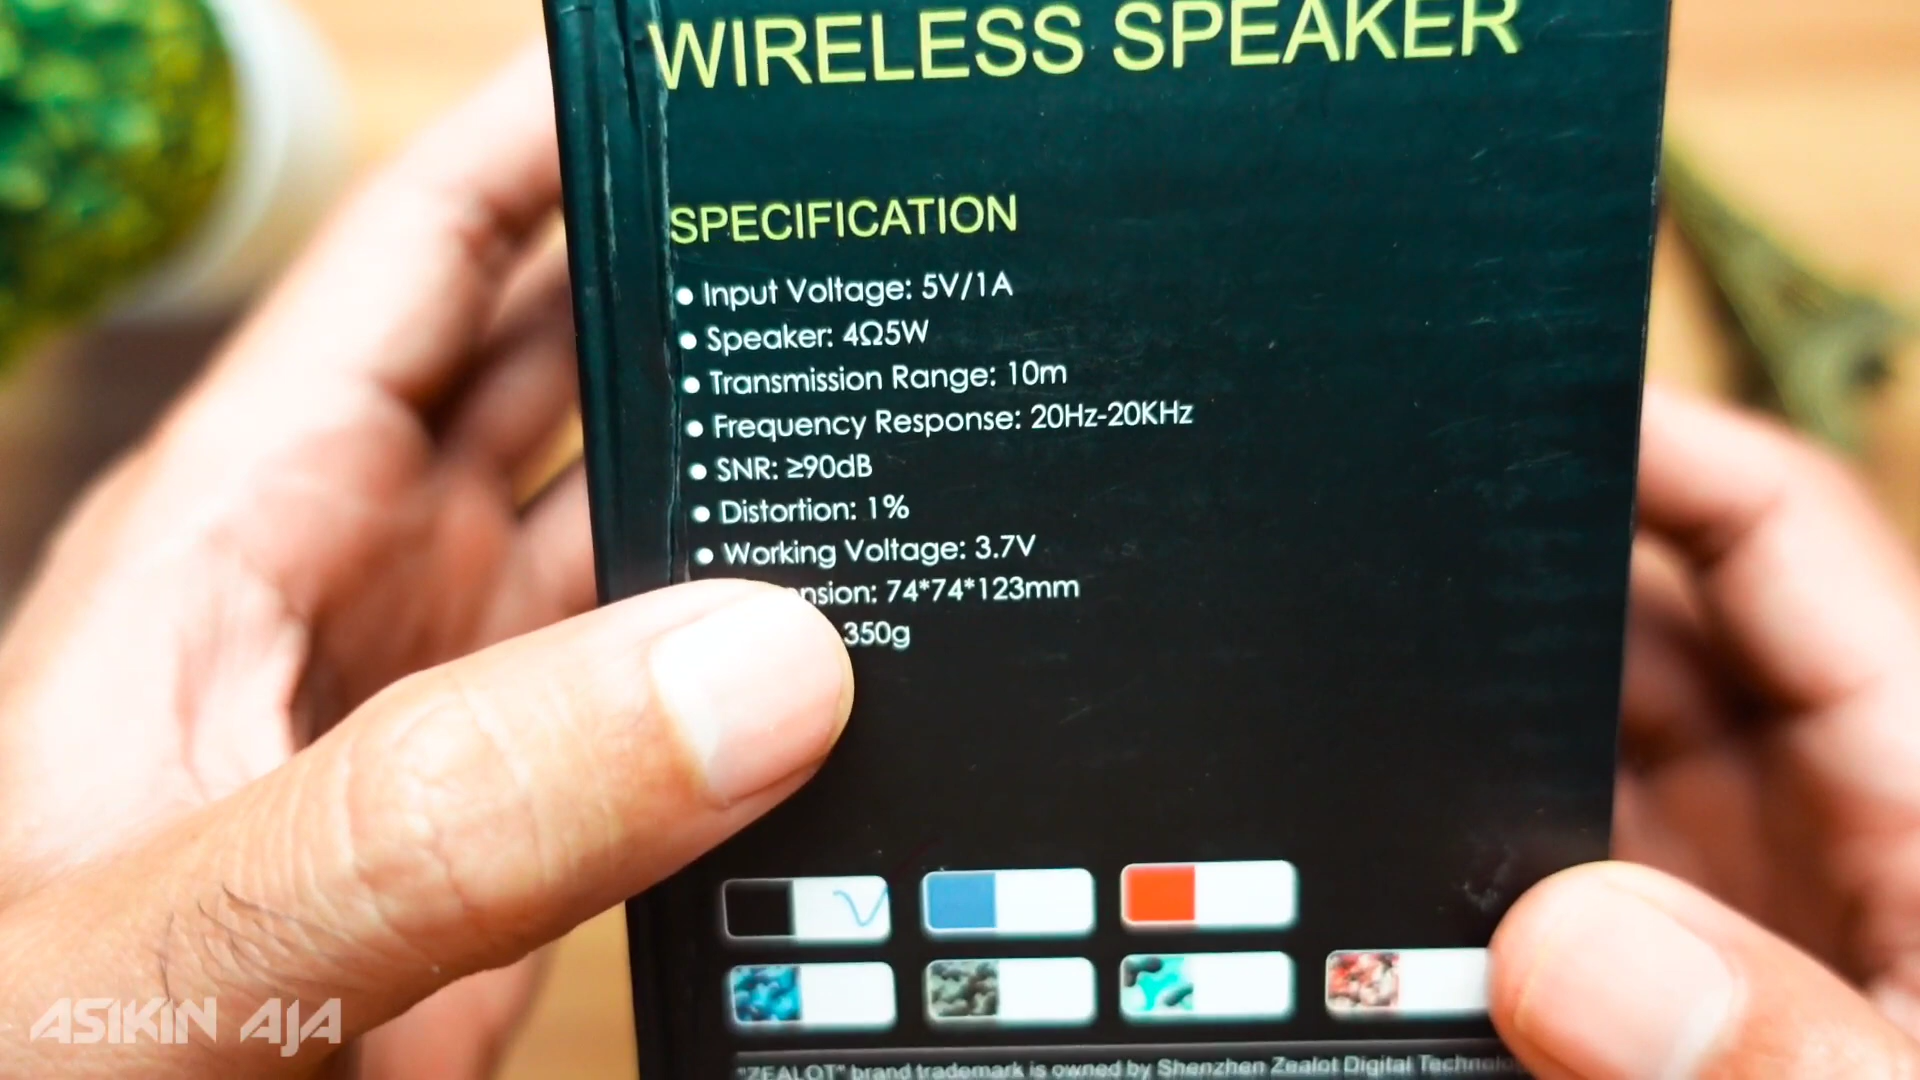 WIRELESS SPEAKER
SPECIFICATION
● Input Voltage: 5V/1A
● Speaker: 4Ω5W
● Transmission Range: 10m
● Frequency Response: 20Hz-20KHz
● SNR: ≥90dB
● Distortion: 1%
● Working Voltage: 3.7V
nsion: 74*74*123mm
350g
"ZEALOT" brand trademark is owned by Shenzhen Zealot Digital Technolo
ASIKIN AJA